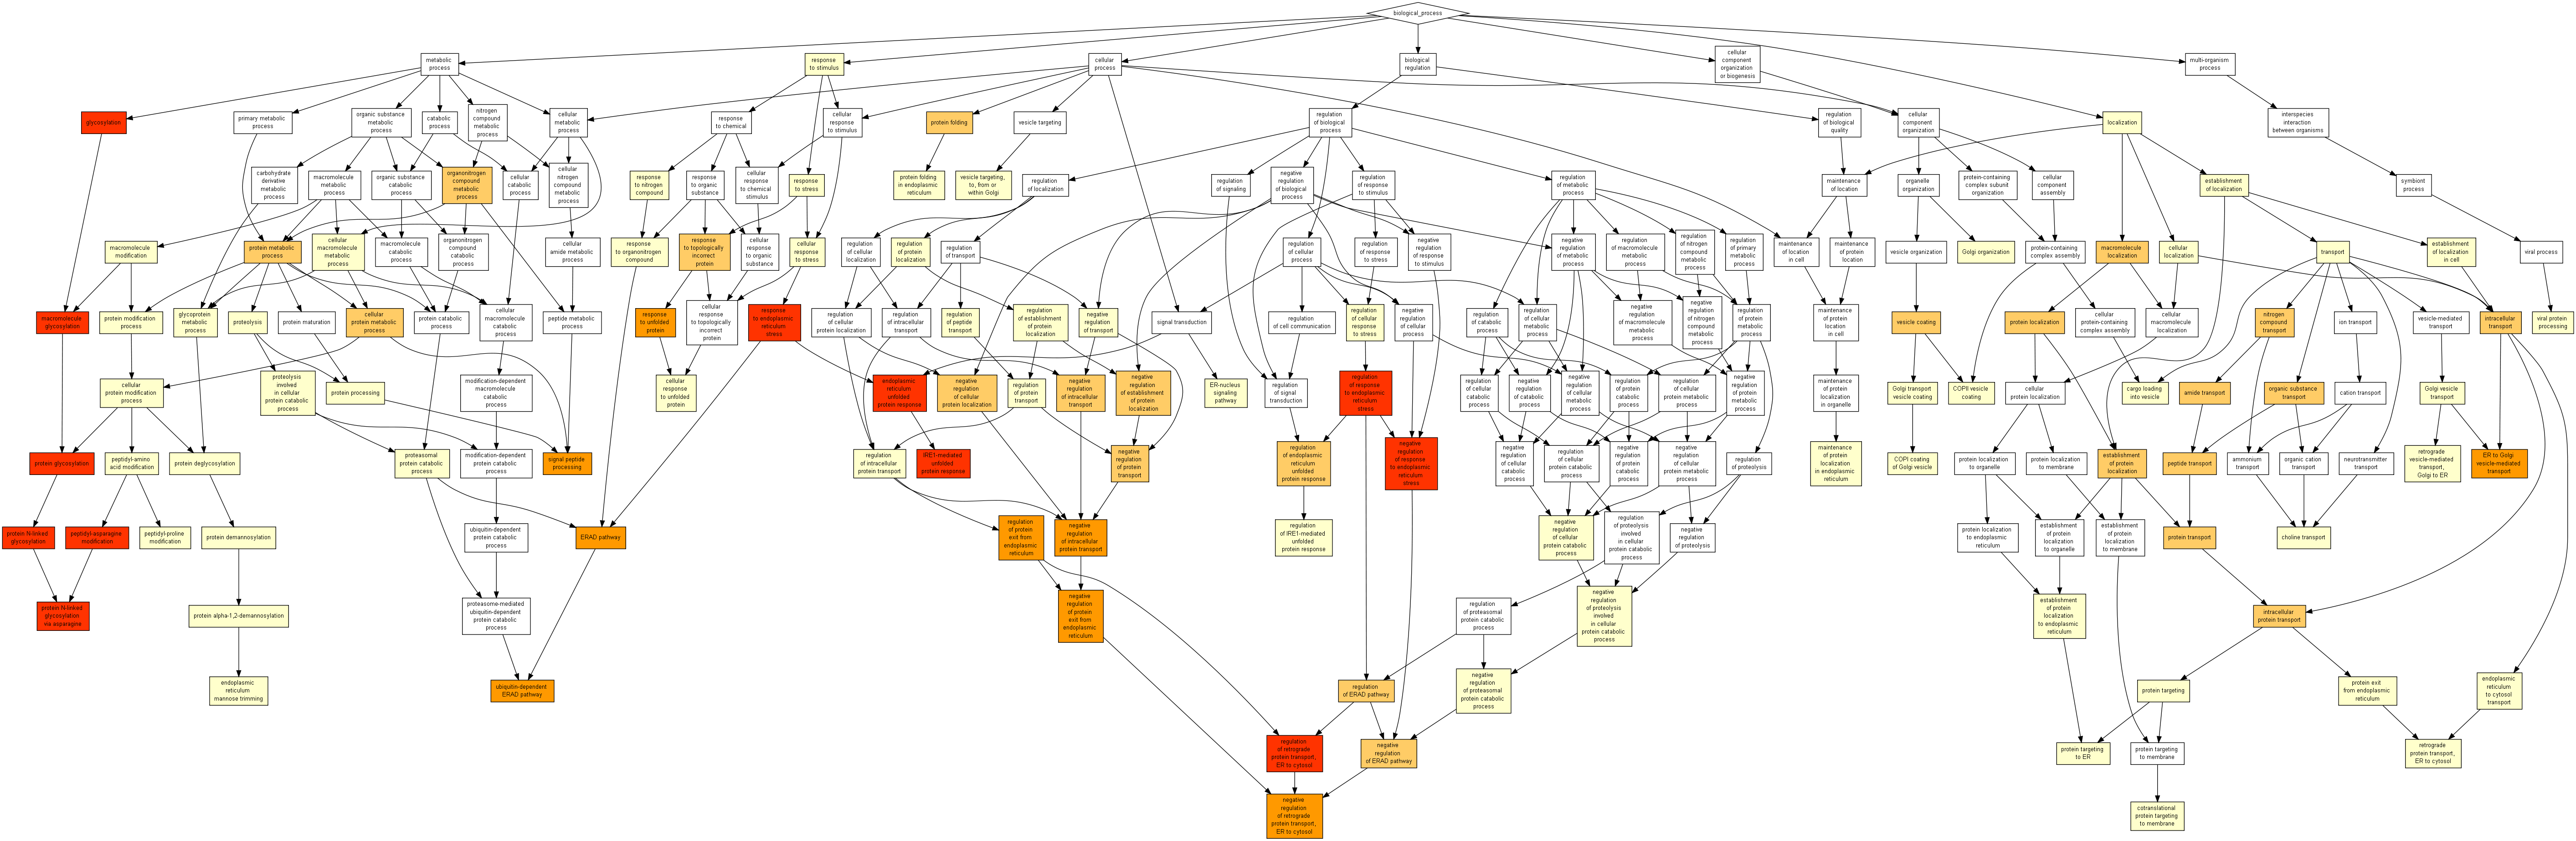 biological_process
metabolic
process
response
to stimulus
cellular
process
biological
regulation
cellular
component
organization
or biogenesis
multi-organism
process
glycosylation
primary metabolic
process
organic substance
metabolic
process
catabolic
process
nitrogen
compound
metabolic
process
cellular
metabolic
process
response
to chemical
cellular
response
to stimulus
protein folding
vesicle targeting
regulation
of biological
process
regulation
of biological
quality
cellular
component
organization
localization
interspecies
interaction
between organisms
carbohydrate
derivative
metabolic
process
macromolecule
metabolic
process
organic substance
catabolic
process
organonitrogen
compound
metabolic
process
cellular
catabolic
process
cellular
nitrogen
compound
metabolic
process
response
to nitrogen
compound
response
to organic
substance
cellular
response
to chemical
stimulus
response
to stress
protein folding
in endoplasmic
reticulum
vesicle targeting,
to, from or
within Golgi
regulation
of localization
regulation
of signaling
negative
regulation
of biological
process
regulation
of response
to stimulus
regulation
of metabolic
process
maintenance
of location
organelle
organization
protein-containing
complex subunit
organization
cellular
component
assembly
establishment
of localization
symbiont
process
macromolecule
modification
protein metabolic
process
cellular
macromolecule
metabolic
process
macromolecule
catabolic
process
organonitrogen
compound
catabolic
process
cellular
amide metabolic
process
response
to organonitrogen
compound
response
to topologically
incorrect
protein
cellular
response
to organic
substance
cellular
response
to stress
regulation
of cellular
localization
regulation
of protein
localization
regulation
of transport
regulation
of cellular
process
regulation
of response
to stress
negative
regulation
of response
to stimulus
negative
regulation
of metabolic
process
regulation
of macromolecule
metabolic
process
regulation
of nitrogen
compound
metabolic
process
regulation
of primary
metabolic
process
maintenance
of location
in cell
maintenance
of protein
location
vesicle organization
Golgi organization
protein-containing
complex assembly
macromolecule
localization
cellular
localization
transport
establishment
of localization
in cell
viral process
macromolecule
glycosylation
protein modification
process
glycoprotein
metabolic
process
proteolysis
protein maturation
cellular
protein metabolic
process
protein catabolic
process
cellular
macromolecule
catabolic
process
peptide metabolic
process
response
to unfolded
protein
cellular
response
to topologically
incorrect
protein
response
to endoplasmic
reticulum
stress
regulation
of cellular
protein localization
regulation
of intracellular
transport
regulation
of peptide
transport
regulation
of establishment
of protein
localization
negative
regulation
of transport
signal transduction
regulation
of cell communication
regulation
of cellular
response
to stress
negative
regulation
of cellular
process
regulation
of catabolic
process
regulation
of cellular
metabolic
process
negative
regulation
of macromolecule
metabolic
process
negative
regulation
of nitrogen
compound
metabolic
process
regulation
of protein
metabolic
process
maintenance
of protein
location
in cell
vesicle coating
protein localization
cellular
protein-containing
complex assembly
cellular
macromolecule
localization
nitrogen
compound
transport
ion transport
vesicle-mediated
transport
intracellular
transport
viral protein
processing
cellular
protein modification
process
proteolysis
involved
in cellular
protein catabolic
process
protein processing
modification-dependent
macromolecule
catabolic
process
cellular
response
to unfolded
protein
endoplasmic
reticulum
unfolded
protein response
negative
regulation
of cellular
protein localization
regulation
of protein
transport
negative
regulation
of intracellular
transport
negative
regulation
of establishment
of protein
localization
ER-nucleus
signaling
pathway
regulation
of signal
transduction
regulation
of response
to endoplasmic
reticulum
stress
regulation
of cellular
catabolic
process
negative
regulation
of catabolic
process
negative
regulation
of cellular
metabolic
process
regulation
of protein
catabolic
process
regulation
of cellular
protein metabolic
process
negative
regulation
of protein
metabolic
process
maintenance
of protein
localization
in organelle
Golgi transport
vesicle coating
COPII vesicle
coating
cellular
protein localization
cargo loading
into vesicle
amide transport
organic substance
transport
cation transport
Golgi vesicle
transport
protein glycosylation
peptidyl-amino
acid modification
protein deglycosylation
proteasomal
protein catabolic
process
modification-dependent
protein catabolic
process
signal peptide
processing
regulation
of intracellular
protein transport
IRE1-mediated
unfolded
protein response
negative
regulation
of protein
transport
regulation
of endoplasmic
reticulum
unfolded
protein response
negative
regulation
of response
to endoplasmic
reticulum
stress
negative
regulation
of cellular
catabolic
process
regulation
of cellular
protein catabolic
process
negative
regulation
of protein
catabolic
process
negative
regulation
of cellular
protein metabolic
process
regulation
of proteolysis
maintenance
of protein
localization
in endoplasmic
reticulum
COPI coating
of Golgi vesicle
protein localization
to organelle
protein localization
to membrane
establishment
of protein
localization
peptide transport
ammonium
transport
organic cation
transport
neurotransmitter
transport
retrograde
vesicle-mediated
transport,
Golgi to ER
ER to Golgi
vesicle-mediated
transport
protein N-linked
glycosylation
peptidyl-asparagine
modification
peptidyl-proline
modification
protein demannosylation
ubiquitin-dependent
protein catabolic
process
ERAD pathway
regulation
of protein
exit from
endoplasmic
reticulum
negative
regulation
of intracellular
protein transport
regulation
of IRE1-mediated
unfolded
protein response
negative
regulation
of cellular
protein catabolic
process
regulation
of proteolysis
involved
in cellular
protein catabolic
process
negative
regulation
of proteolysis
protein localization
to endoplasmic
reticulum
establishment
of protein
localization
to organelle
establishment
of protein
localization
to membrane
protein transport
choline transport
protein N-linked
glycosylation
via asparagine
protein alpha-1,2-demannosylation
proteasome-mediated
ubiquitin-dependent
protein catabolic
process
negative
regulation
of protein
exit from
endoplasmic
reticulum
regulation
of proteasomal
protein catabolic
process
negative
regulation
of proteolysis
involved
in cellular
protein catabolic
process
establishment
of protein
localization
to endoplasmic
reticulum
intracellular
protein transport
endoplasmic
reticulum
mannose trimming
ubiquitin-dependent
ERAD pathway
regulation
of ERAD pathway
negative
regulation
of proteasomal
protein catabolic
process
protein targeting
protein exit
from endoplasmic
reticulum
endoplasmic
reticulum
to cytosol
transport
regulation
of retrograde
protein transport,
ER to cytosol
negative
regulation
of ERAD pathway
protein targeting
to ER
protein targeting
to membrane
retrograde
protein transport,
ER to cytosol
negative
regulation
of retrograde
protein transport,
ER to cytosol
cotranslational
protein targeting
to membrane